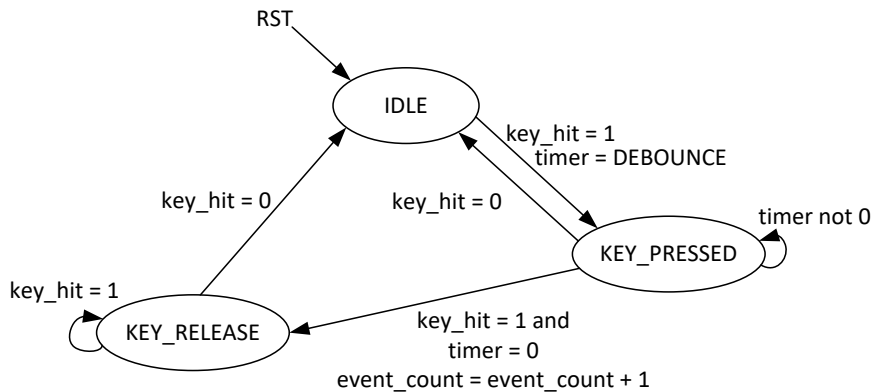 RST
IDLE
key_hit = 1
timer = DEBOUNCE
key_hit = 0
key_hit = 0
timer not 0
KEY_PRESSED
key_hit = 1
KEY_RELEASE
key_hit = 1 and
timer = 0
event_count = event_count + 1